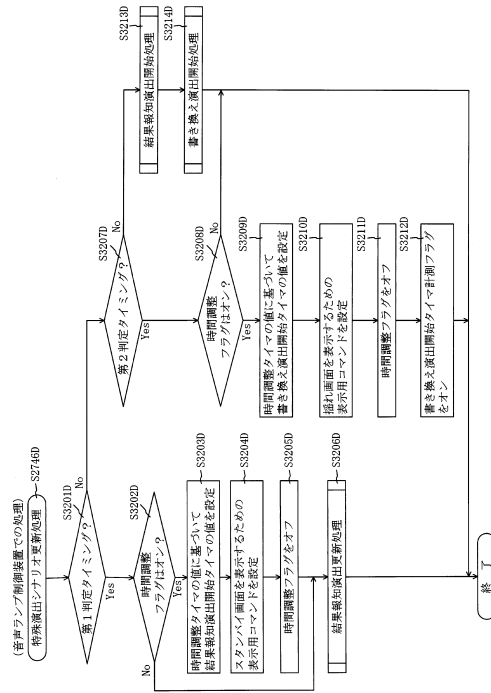 (音声ランプ制御装置での処理)
特殊演出シナリオ更新処理
S2746D
第1判定タイミング?
S3201D
No
Yes
時間調整
フラグはオン?
S3202D
No
Yes
時間調整タイマの値に基づいて
結果報知演出開始タイマの値を設定
S3203D
スタンバイ画面を表示するための
表示用コマンドを設定
S3204D
時間調整フラグをオフ
S3205D
結果報知演出更新処理
S3206D
第2判定タイミング?
S3207D
No
Yes
時間調整
フラグはオン?
S3208D
No
Yes
時間調整タイマの値に基づいて
書き換え演出開始タイマの値を設定
S3209D
揺れ画面を表示するための
表示用コマンドを設定
S3210D
時間調整フラグをオフ
S3211D
書き換え演出開始タイマ計測フラグ
をオン
S3212D
結果報知演出開始処理
S3213D
書き換え演出開始処理
S3214D
終了